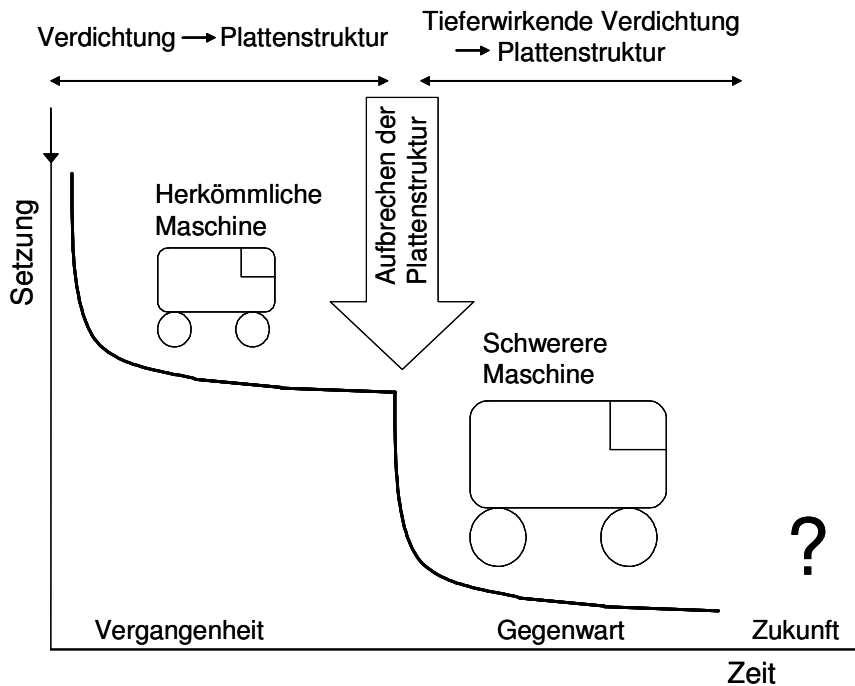 Verdichtung → Plattenstruktur
Tieferwirkende Verdichtung
→ Plattenstruktur
Setzung
Herkömmliche
Maschine
Aufbrechen der
Plattenstruktur
Schwerere
Maschine
?
Vergangenheit
Gegenwart
Zukunft
Zeit